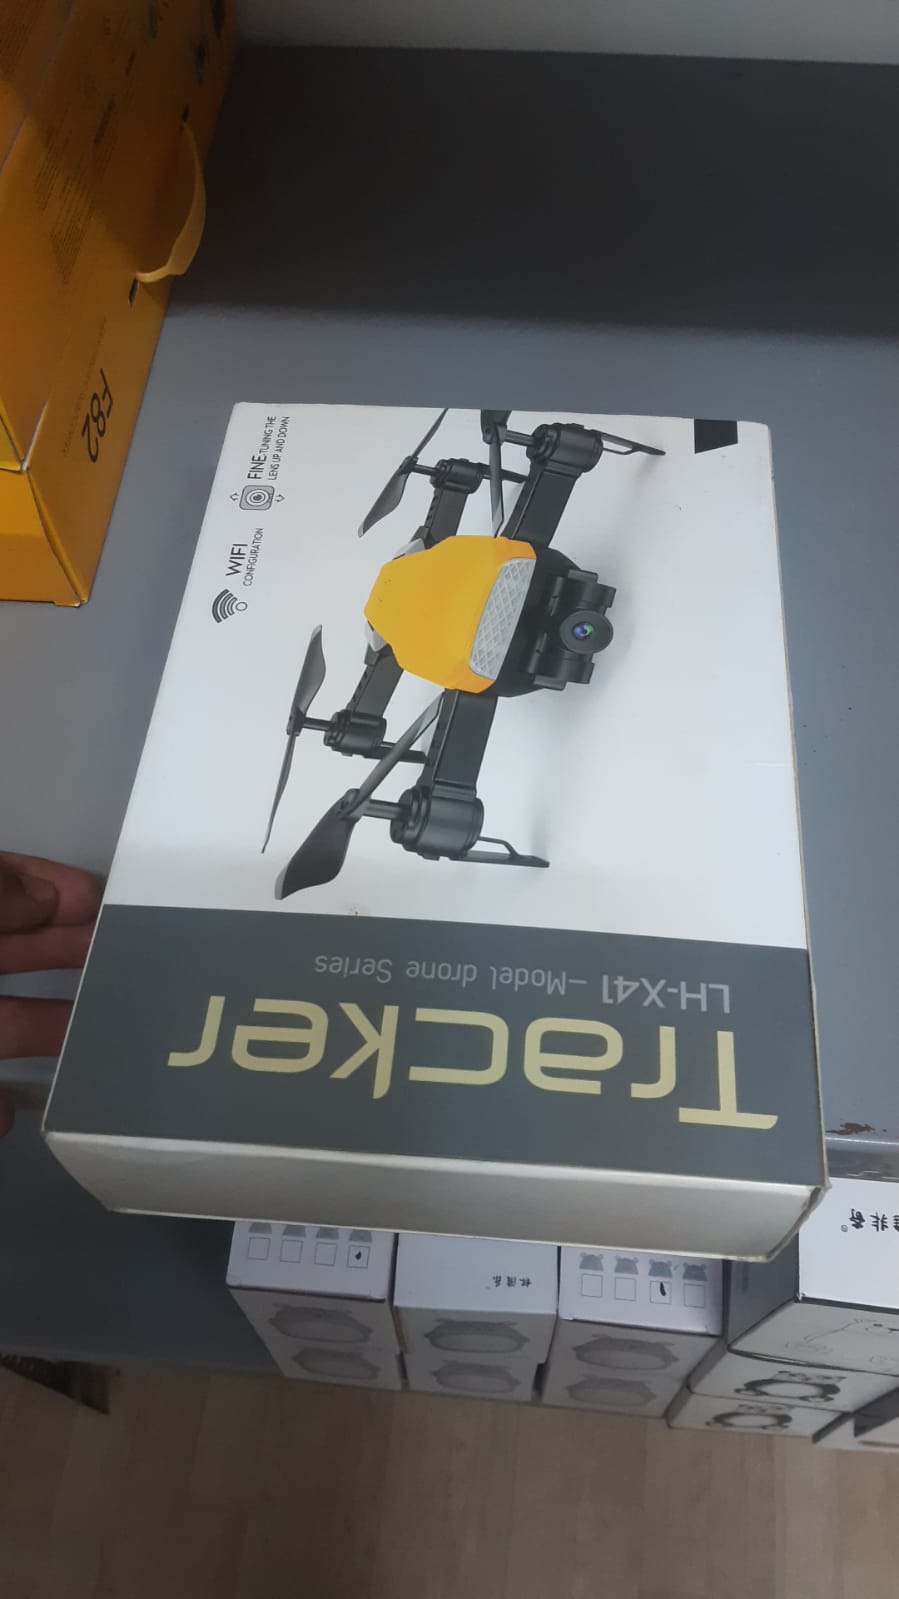 Tracker
LH-X41 –Model drone Series
WIFI
CONFIGURATION
FINE-TUNING THE
LENS UP AND DOWN
F82